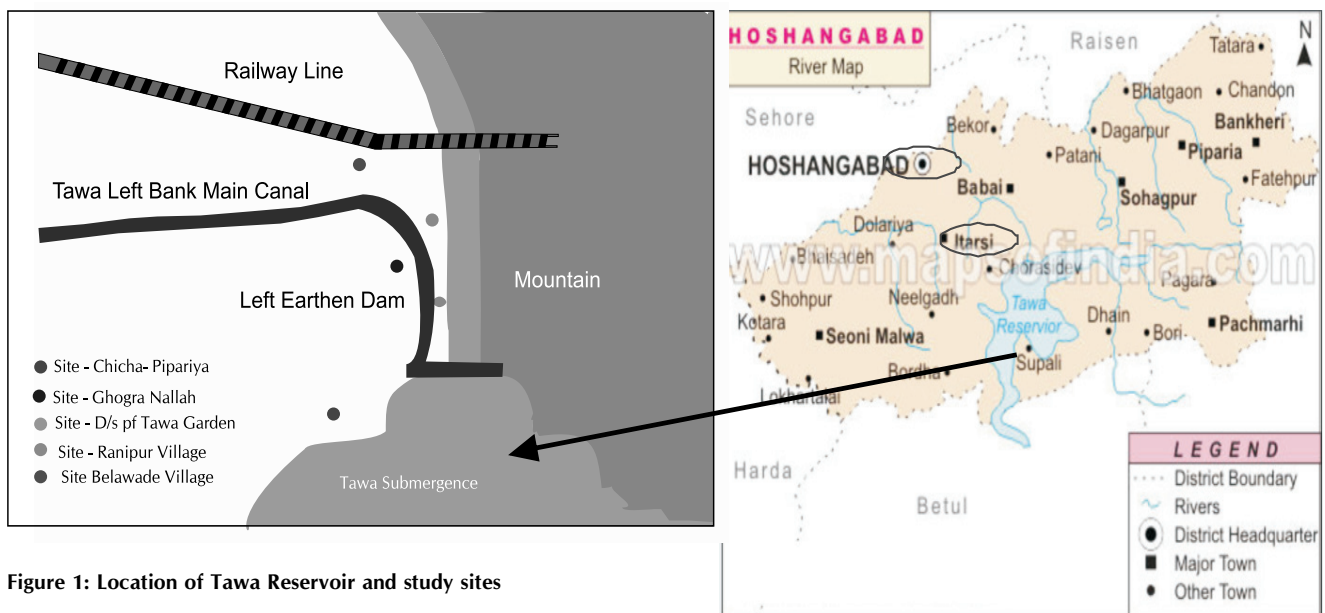 Railway Line
Tawa Left Bank Main Canal
Left Earthen Dam
Mountain
Site - Chicha- Pipariya
Site - Ghogra Nallah
Site - D/s pf Tawa Garden
Site - Ranipur Village
Site Belawade Village
Tawa Submergence
HOSHANGABAD
River Map
N
Raisen
Tatara
Sehore
Bhatgaon
Chandon
Bekor
Dagarpur
Bankheri
HOSHANGABAD
Patani
Piparia
Babai
Fatehpur
Sohagpur
Dolariya
Itarsi
www.mapsofindia.com
Bhaisadeh
Chorasidev
Pagara
Shohpur
Neelgadh
Tawa
Reservior
Dhain
Kotara
Seoni Malwa
Bori
Pachmarhi
Supali
Bordha
Lokhartalai
Harda
Betul
LEGEND
District Boundary
Rivers
District Headquarter
Major Town
Other Town
Figure 1: Location of Tawa Reservoir and study sites